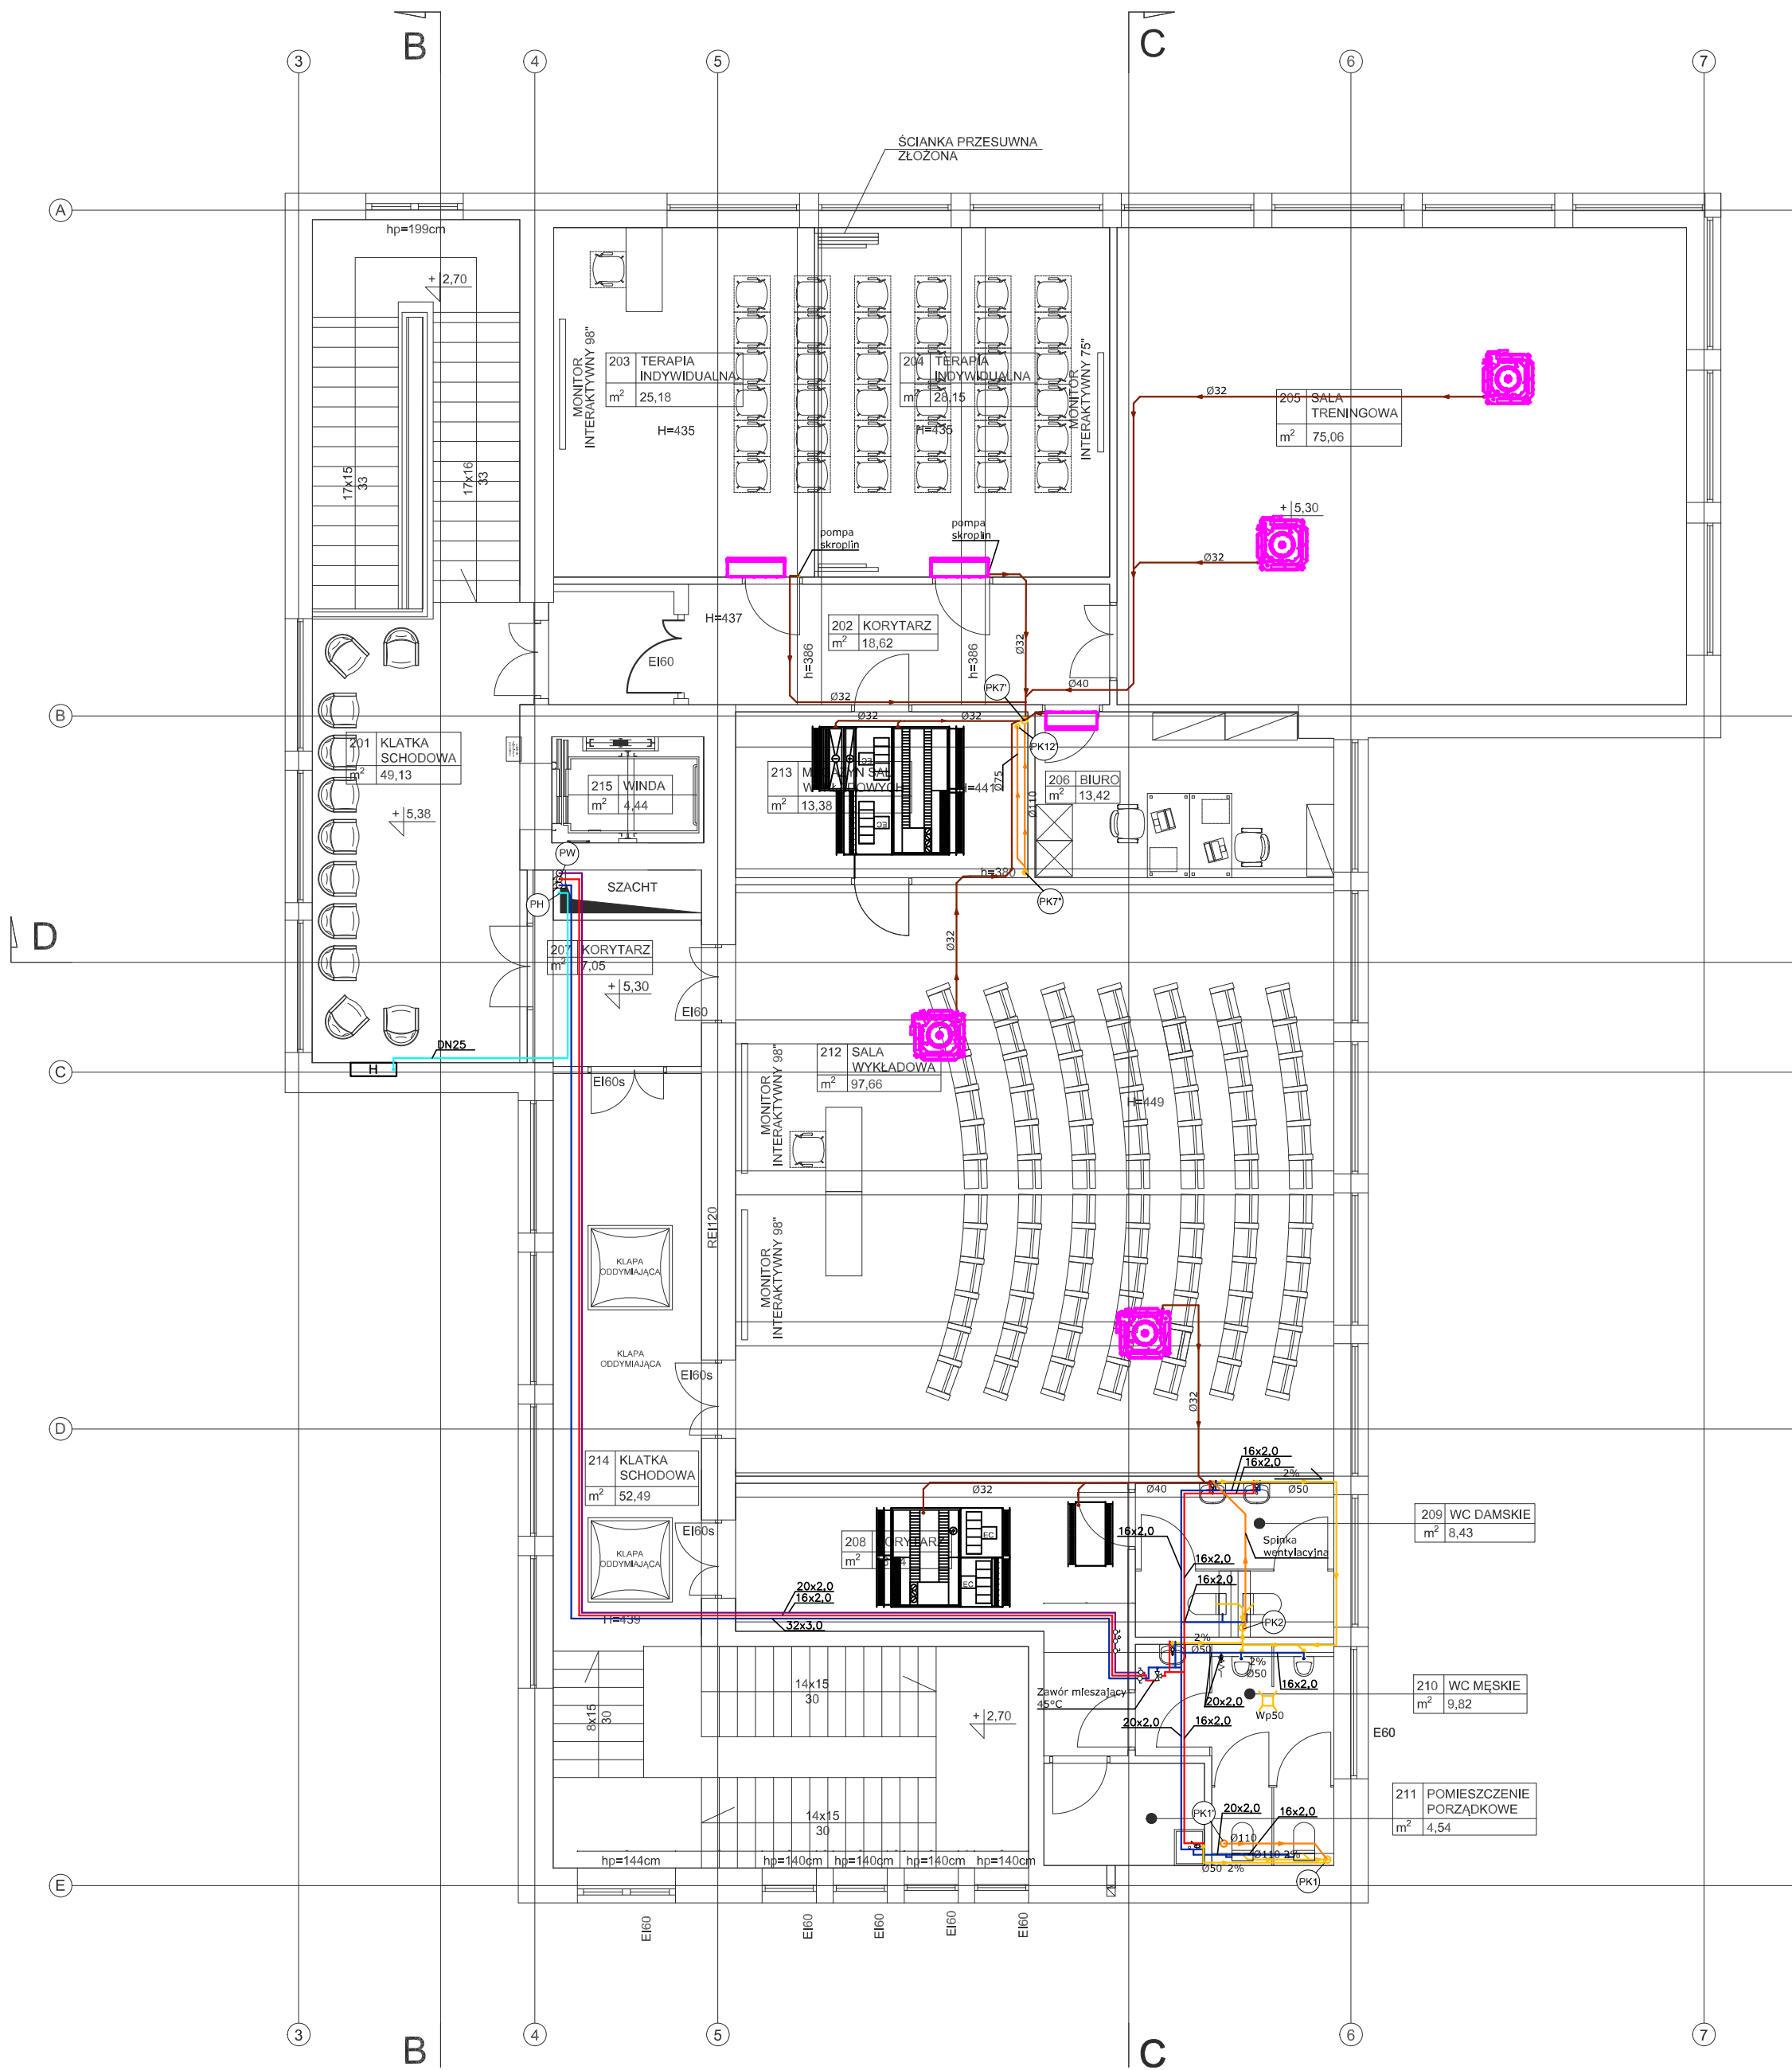 B
C
3
4
5
6
7
ŚCIANKA PRZESUWNA
ZŁOŻONA
A
hp=199cm
+ 2,70
MONITOR
INTERAKTYWNY 98"
203 TERAPIA
INDYWIDUALNA
m² 25,18
H=435
204 TERAPIA
INDYWIDUALNA
m² 28,15
H=435
MONITOR
INTERAKTYWNY 75"
Ø32
205 SALA
TRENINGOWA
m² 75,06
17x15
33
17x16
33
+ 5,30
pompa
skroplin
pompa
skroplin
Ø32
H=437
202 KORYTARZ
m² 18,62
EI60
h=386
h=386
Ø32
Ø40
PK7'
Ø32
B
Ø32
Ø32
PK12
201 KLATKA
SCHODOWA
m² 49,13
+ 5,38
215 WINDA
m² 4,44
213
m² 13,38
H=441
Ø75
Ø110
206 BIURO
m² 13,42
PW
SZACHT
PH
h=380
PK7"
D
207 KORYTARZ
m² 7,05
+ 5,30
EI60
Ø32
DN25
H
C
EI60s
MONITOR
INTERAKTYWNY 98"
212 SALA
WYKŁADOWA
m² 97,66
H=449
REI120
KLAPA
ODDYMIAJĄCA
MONITOR
INTERAKTYWNY 98"
KLAPA
ODDYMIAJĄCA
EI60s
Ø32
D
214 KLATKA
SCHODOWA
m² 52,49
16x2,0
16x2,0
2%
Ø32
Ø40
Ø50
EI60s
KLAPA
ODDYMIAJĄCA
208 KORYTARZ
m²
EC
EC
16x2,0
Spinka
wentylacyjna
209 WC DAMSKIE
m² 8,43
16x2,0
16x2,0
20x2,0
16x2,0
32x3,0
H=439
PK2
2%
Ø50
2%
Ø50
16x2,0
20x2,0
Zawór mieszający
45°C
Wp50
210 WC MĘSKIE
m² 9,82
E60
14x15
30
8x15
30
+ 2,70
20x2,0
16x2,0
14x15
30
PK1'
20x2,0
16x2,0
211 POMIESZCZENIE
PORZĄDKOWE
m² 4,54
Ø110
Ø110 2%
Ø50 2%
PK1
hp=144cm
hp=140cm
hp=140cm
hp=140cm
hp=140cm
E
EI60
EI60
EI60
EI60
EI60
3
4
5
6
7
B
C